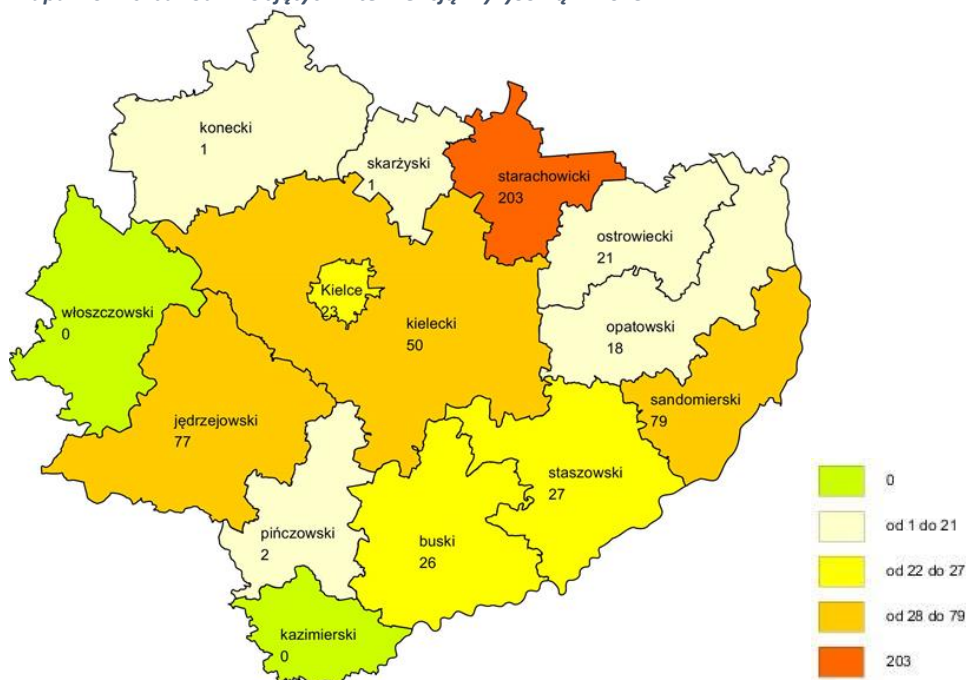 konecki
1
skarżyski
1
starachowicki
203
ostrowiecki
21
Kielce
23
włoszczowski
0
kielecki
50
opatowski
18
sandomierski
79
jędrzejowski
77
staszowski
27
pińczowski
2
buski
26
kazimierski
0
0
od 1 do 21
od 22 do 27
od 28 do 79
203